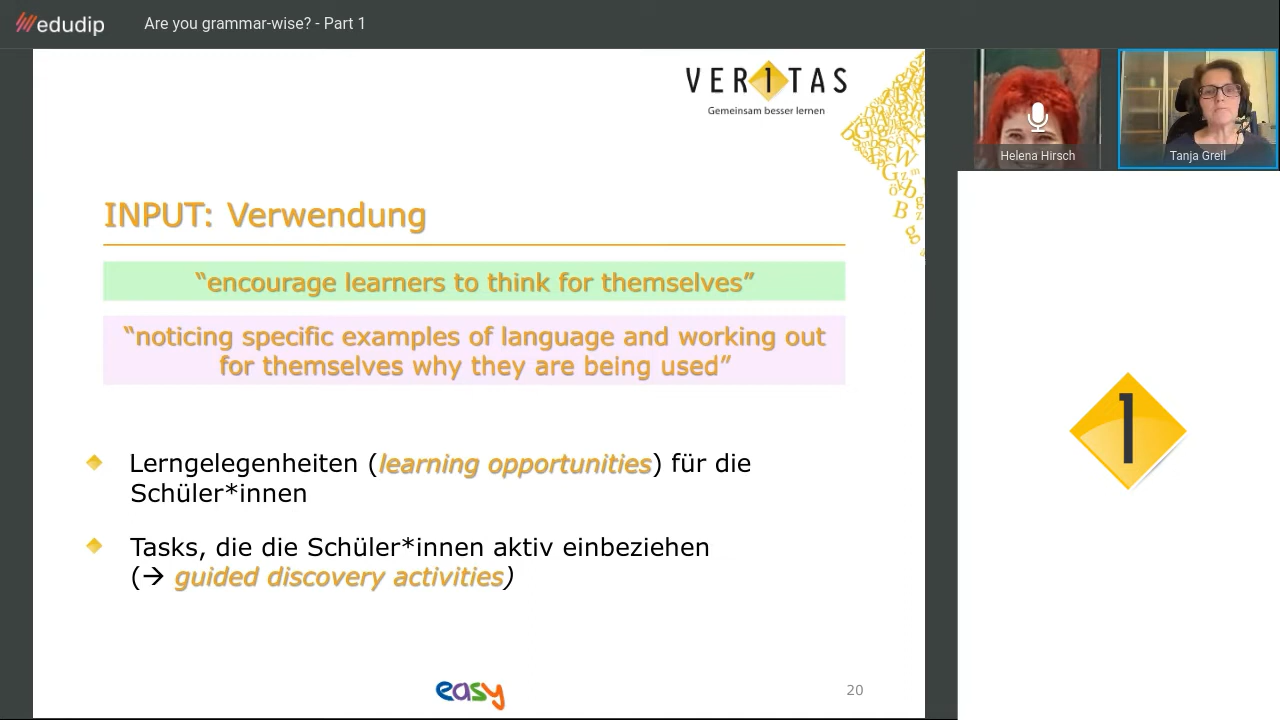 edudip
Are you grammar-wise? - Part 1
VER1TAS
Gemeinsam besser lernen
Helena Hirsch
Tanja Greil
INPUT: Verwendung
“encourage learners to think for themselves”
“noticing specific examples of language and working out
for themselves why they are being used”
Lerngelegenheiten (learning opportunities) für die
Schüler*innen
Tasks, die die Schüler*innen aktiv einbeziehen
(→ guided discovery activities)
easy
20
1